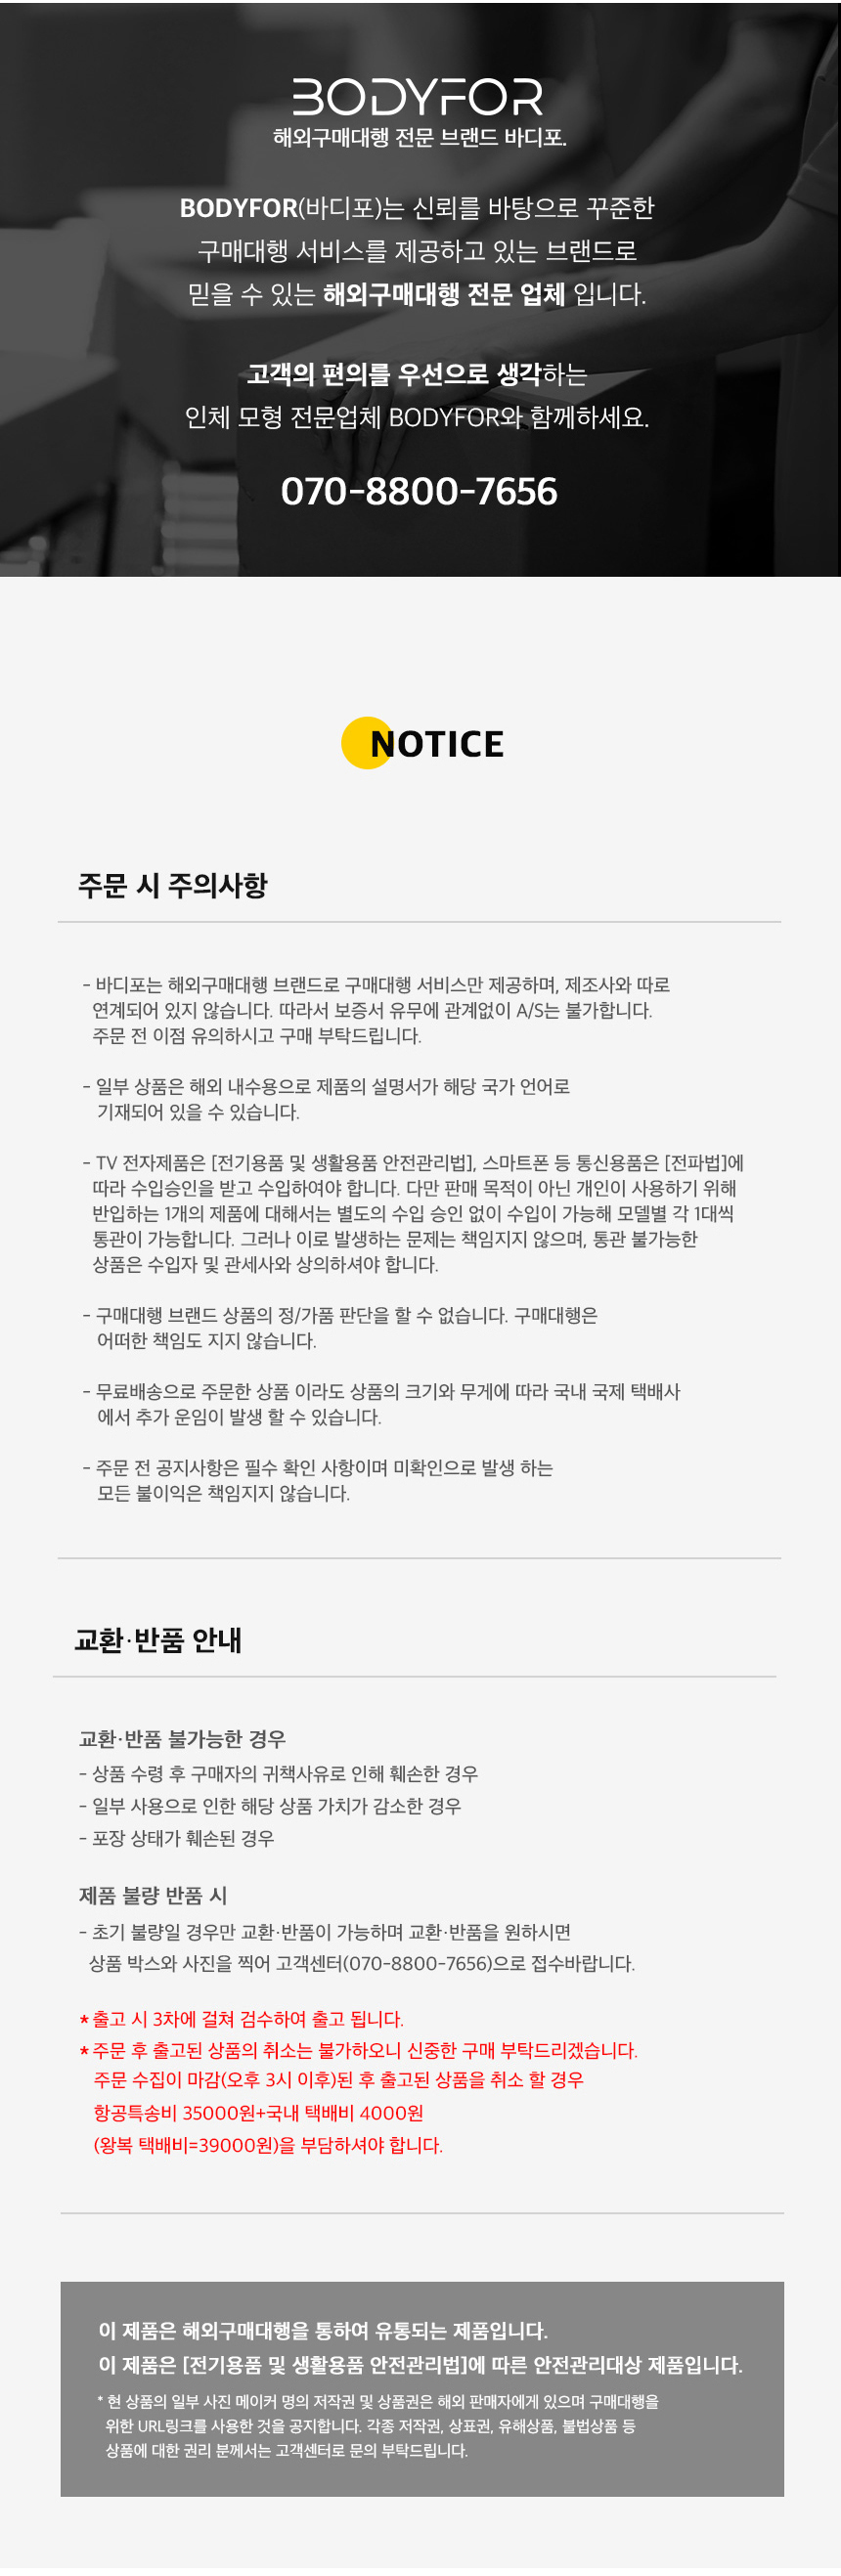 BODYFOR
해외구매대행 전문 브랜드 바디포.
BODYFOR(바디포)는 신뢰를 바탕으로 꾸준한
구매대행 서비스를 제공하고 있는 브랜드로
믿을 수 있는 해외구매대행 전문 업체 입니다.
고객의 편의를 우선으로 생각하는
인체 모형 전문업체 BODYFOR와 함께하세요.
070-8800-7656
NOTICE
주문 시 주의사항
- 바디포는 해외구매대행 브랜드로 구매대행 서비스만 제공하며, 제조사와 따로
연계되어 있지 않습니다. 따라서 보증서 유무에 관계없이 A/S는 불가합니다.
주문 전 이점 유의하시고 구매 부탁드립니다.
- 일부 상품은 해외 내수용으로 제품의 설명서가 해당 국가 언어로
기재되어 있을 수 있습니다.
- TV 전자제품은 [전기용품 및 생활용품 안전관리법], 스마트폰 등 통신용품은 [전파법]에
따라 수입승인을 받고 수입하여야 합니다. 다만 판매 목적이 아닌 개인이 사용하기 위해
반입하는 1개의 제품에 대해서는 별도의 수입 승인 없이 수입이 가능해 모델별 각 1대씩
통관이 가능합니다. 그러나 이로 발생하는 문제는 책임지지 않으며, 통관 불가능한
상품은 수입자 및 관세사와 상의하셔야 합니다.
- 구매대행 브랜드 상품의 정/가품 판단을 할 수 없습니다. 구매대행은
어떠한 책임도 지지 않습니다.
- 무료배송으로 주문한 상품 이라도 상품의 크기와 무게에 따라 국내 국제 택배사
에서 추가 운임이 발생 할 수 있습니다.
- 주문 전 공지사항은 필수 확인 사항이며 미확인으로 발생 하는
모든 불이익은 책임지지 않습니다.
교환·반품 안내
교환·반품 불가능한 경우
- 상품 수령 후 구매자의 귀책사유로 인해 훼손한 경우
- 일부 사용으로 인한 해당 상품 가치가 감소한 경우
- 포장 상태가 훼손된 경우
제품 불량 반품 시
- 초기 불량일 경우만 교환·반품이 가능하며 교환·반품을 원하시면
상품 박스와 사진을 찍어 고객센터(070-8800-7656)으로 접수바랍니다.
* 출고 시 3차에 걸쳐 검수하여 출고 됩니다.
* 주문 후 출고된 상품의 취소는 불가하오니 신중한 구매 부탁드리겠습니다.
주문 수집이 마감(오후 3시 이후)된 후 출고된 상품을 취소 할 경우
항공특송비 35000원+국내 택배비 4000원
(왕복 택배비=39000원)을 부담하셔야 합니다.
이 제품은 해외구매대행을 통하여 유통되는 제품입니다.
이 제품은 [전기용품 및 생활용품 안전관리법]에 따른 안전관리대상 제품입니다.
* 현 상품의 일부 사진 메이커 명의 저작권 및 상품권은 해외 판매자에게 있으며 구매대행을
위한 URL링크를 사용한 것을 공지합니다. 각종 저작권, 상표권, 유해상품, 불법상품 등
상품에 대한 권리 분께서는 고객센터로 문의 부탁드립니다.